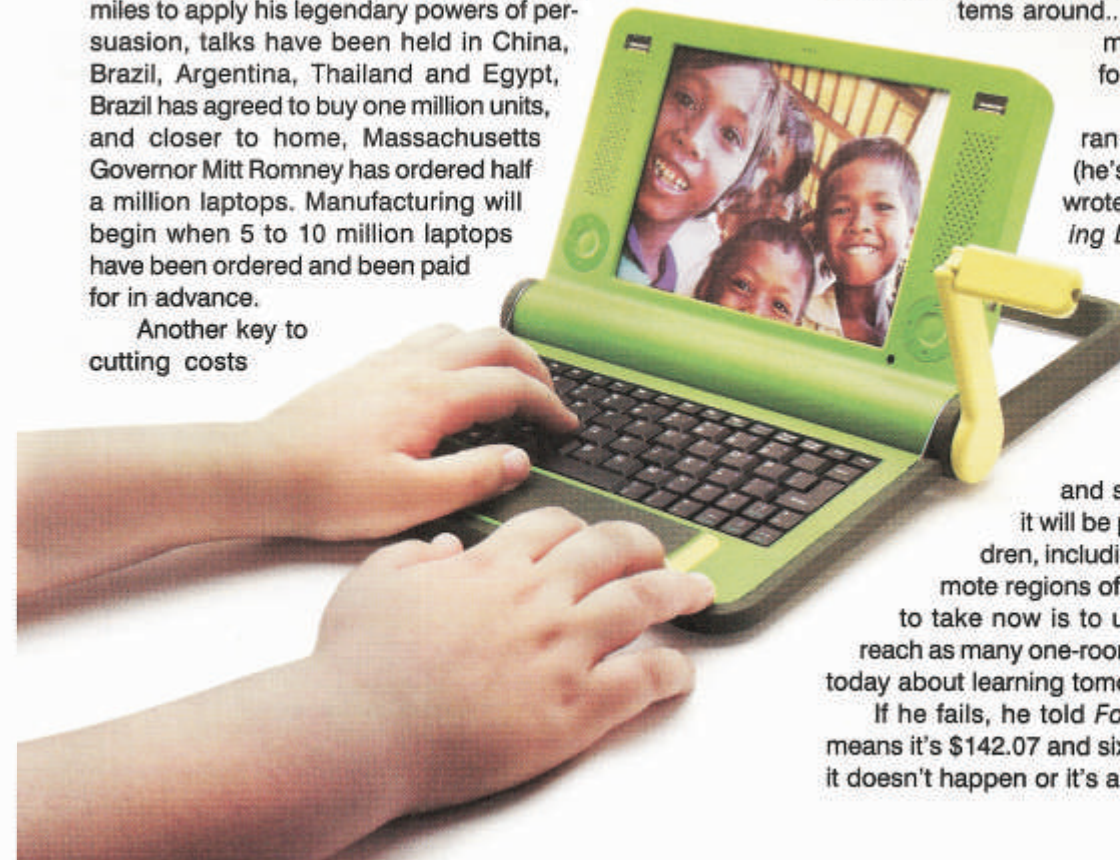 miles to apply his legendary powers of per-
suasion, talks have been held in China,
Brazil, Argentina, Thailand and Egypt,
Brazil has agreed to buy one million units,
and closer to home, Massachusetts
Governor Mitt Romney has ordered half
a million laptops. Manufacturing will
begin when 5 to 10 million laptops
have been ordered and been paid
for in advance.
Another key to
cutting costs
tems around...
ran
(he's
wrote
ing
and
it will be
dren,
mote regions of
to take now is to
reach as many
today about learning
If he fails, he told
means it's $142.07 and
it doesn't happen or it's a